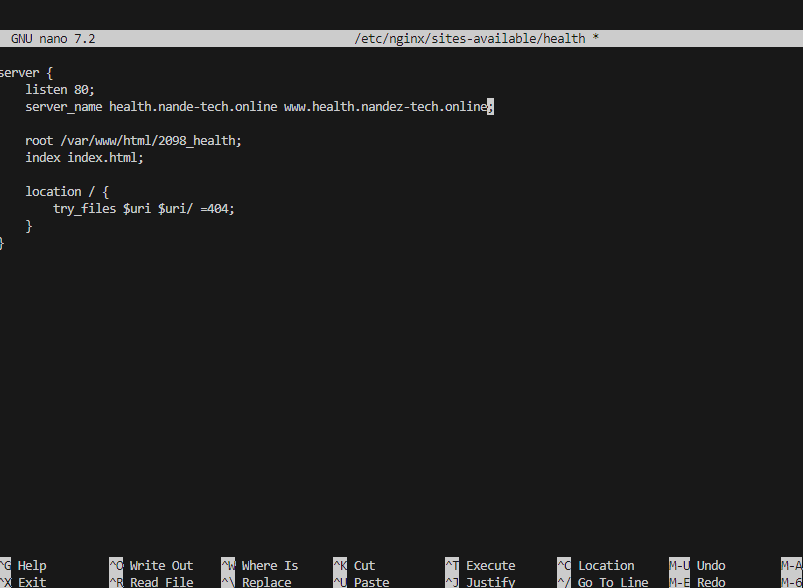 GNU nano 7.2 /etc/nginx/sites-available/health *
server {
listen 80;
server_name health.nande-tech.online www.health.nandez-tech.online;
root /var/www/html/2098_health;
index index.html;
location / {
try_files $uri $uri/ =404;
}
}
^G Help ^O Write Out ^W Where Is ^K Cut ^T Execute ^C Location M-U Undo M-A
^X Exit ^R Read File ^\ Replace ^U Paste ^J Justify ^/ Go To Line M-E Redo M-6